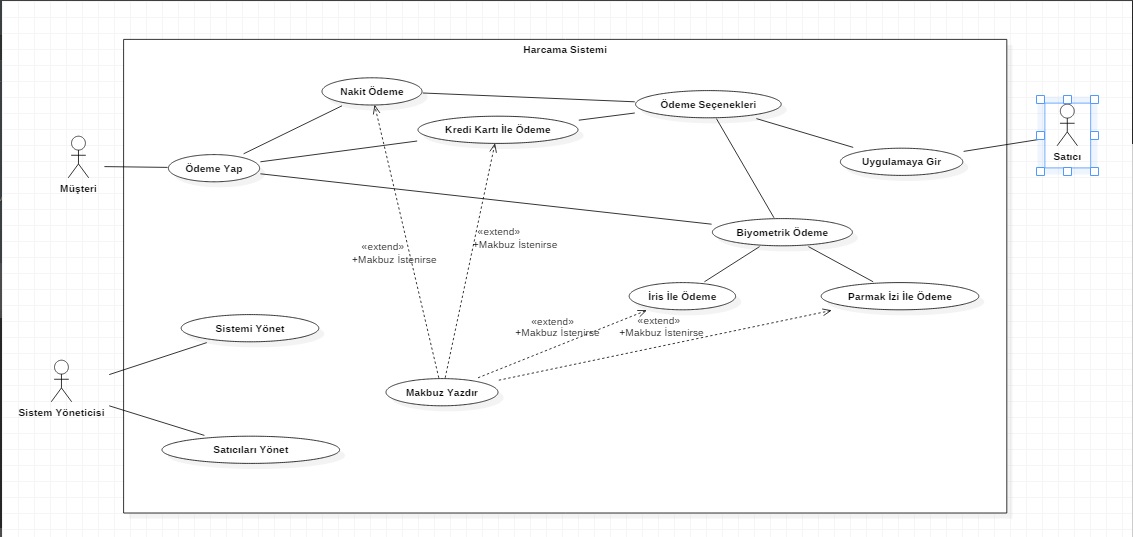 Harcama Sistemi
Nakit Ödeme
Ödeme Seçenekleri
Kredi Kartı İle Ödeme
Ödeme Yap
Uygulamaya Gir
Satıcı
Müşteri
Biyometrik Ödeme
«extend»
+Makbuz İstenirse
«extend»
+Makbuz İstenirse
İris İle Ödeme
Parmak İzi İle Ödeme
«extend»
+Makbuz İstenirse
«extend»
+Makbuz İstenirse
Sistemi Yönet
Makbuz Yazdır
Sistem Yöneticisi
Satıcıları Yönet